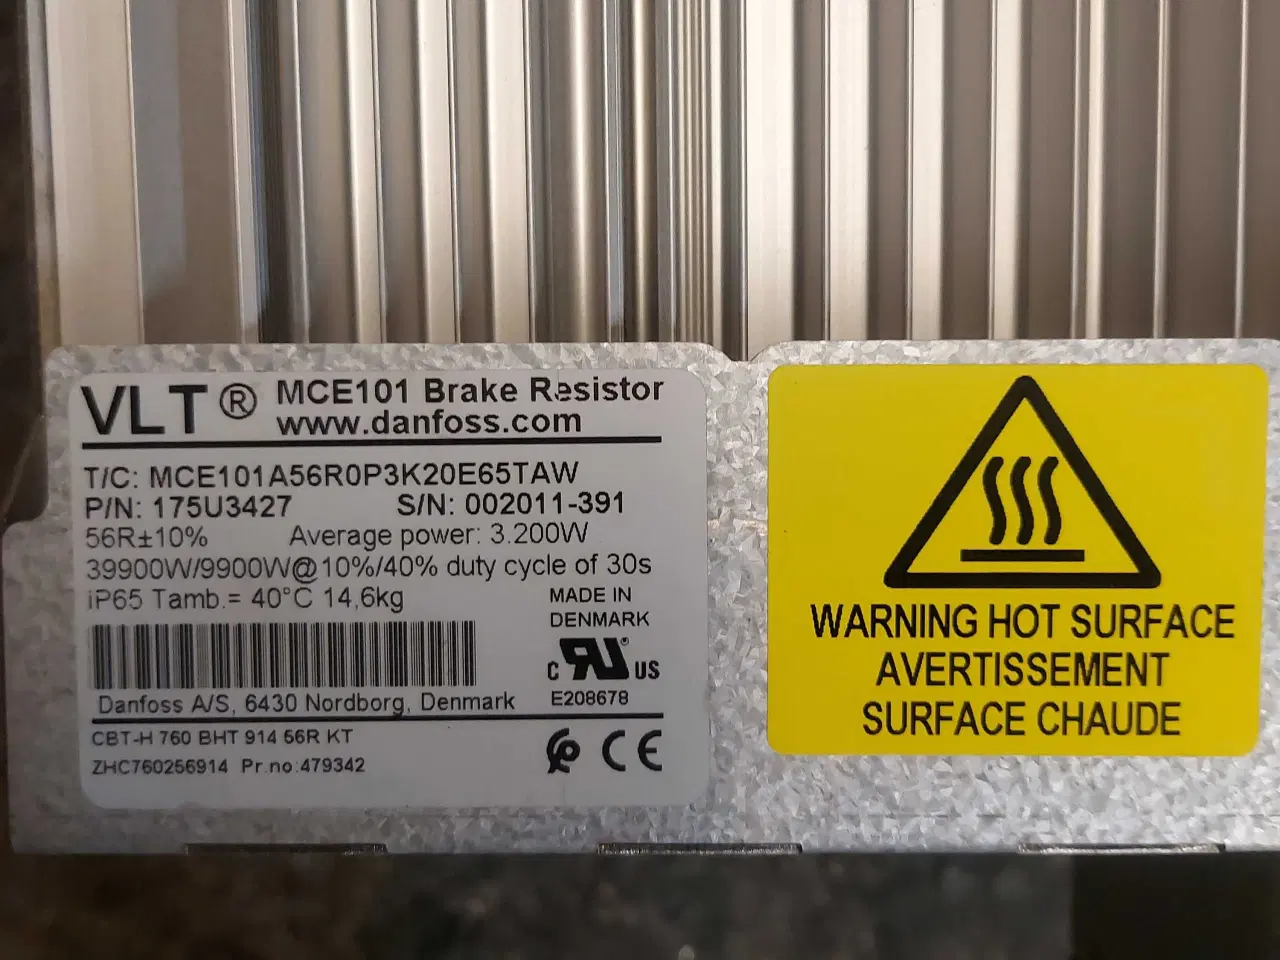 VLT® MCE101 Brake Resistor
www.danfoss.com
T/C: MCE101A56R0P3K20E65TAW
P/N: 175U3427 S/N: 002011-391
56R±10% Average power: 3.200W
39900W/9900W@10%/40% duty cycle of 30s
iP65 Tamb.= 40°C 14,6kg
MADE IN
DENMARK
c RU US
E208678
Danfoss A/S, 6430 Nordborg, Denmark
CBT-H 760 BHT 914 56R KT
ZHC760256914 Pr.no:479342
CE
WARNING HOT SURFACE
AVERTISSEMENT
SURFACE CHAUDE